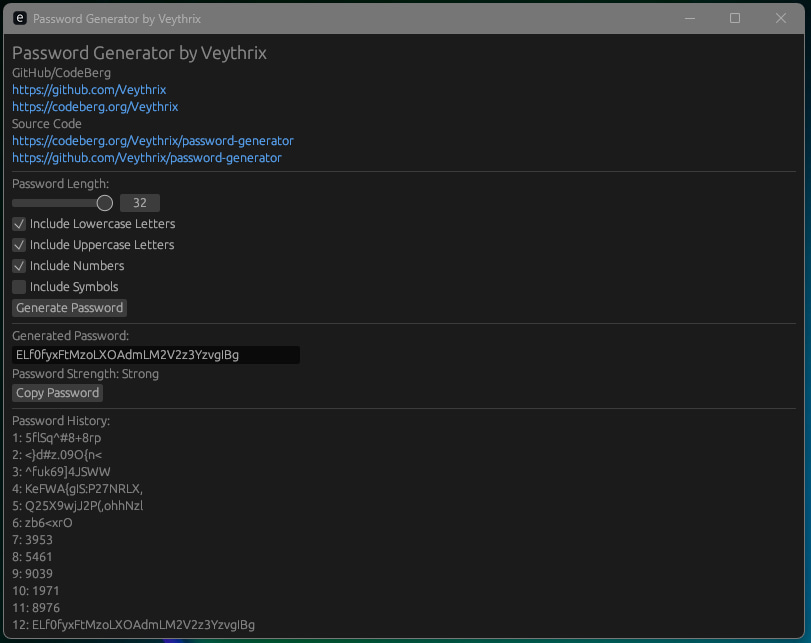 e Password Generator by Veythrix
Password Generator by Veythrix
GitHub/CodeBerg
https://github.com/Veythrix
https://codeberg.org/Veythrix
Source Code
https://codeberg.org/Veythrix/password-generator
https://github.com/Veythrix/password-generator
Password Length:
32
Include Lowercase Letters
Include Uppercase Letters
Include Numbers
Include Symbols
Generate Password
Generated Password:
ELf0fyxFtMzoLXOAdmLM2V2z3YzvgIBg
Password Strength: Strong
Copy Password
Password History:
1: 5flSq^#8+8rp
2: <}d#z.09O{n<
3: ^fuk69]4JSWW
4: KeFWA{gIS:P27NRLX,
5: Q25X9wjJ2P(,ohhNzl
6: zb6<xrO
7: 3953
8: 5461
9: 9039
10: 1971
11: 8976
12: ELf0fyxFtMzoLXOAdmLM2V2z3YzvgIBg